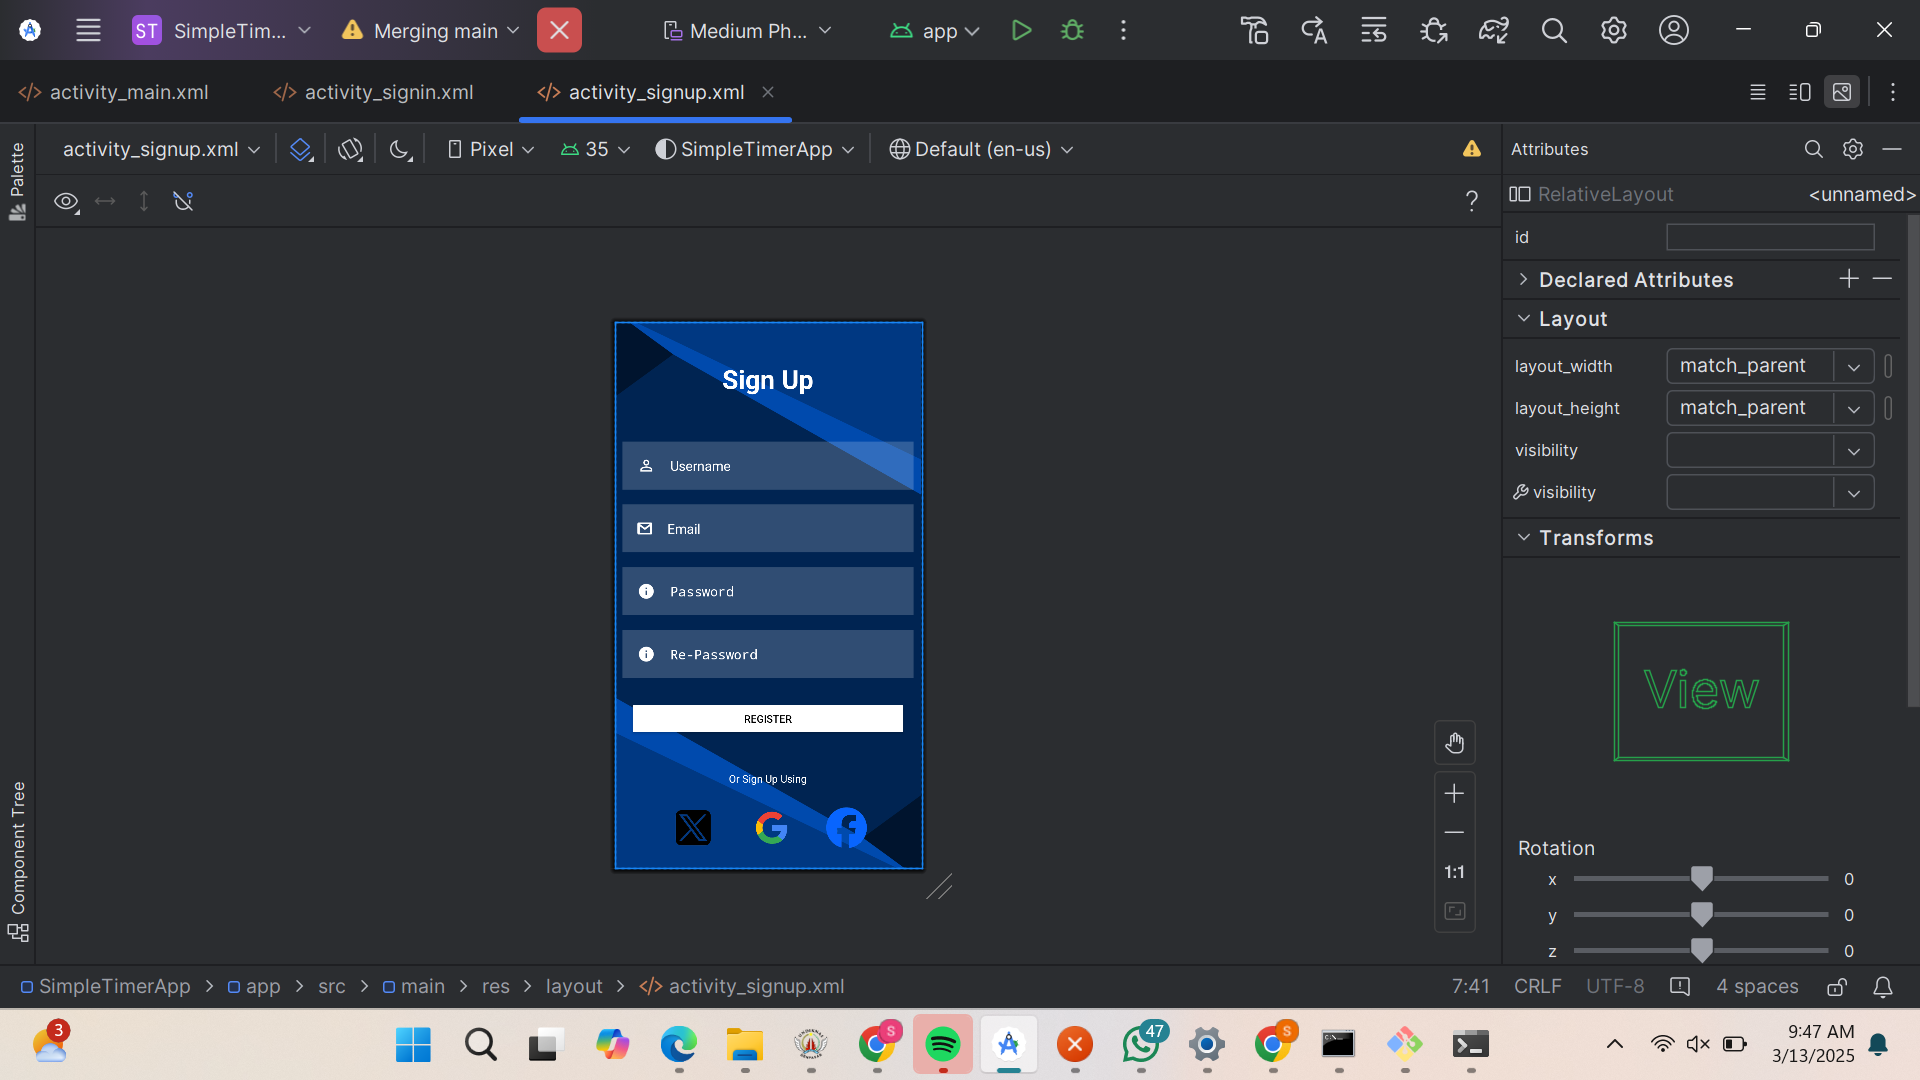 ST SimpleTim... Merging main Medium Ph... app
activity_main.xml activity_signin.xml activity_signup.xml
activity_signup.xml Pixel 35 SimpleTimerApp Default (en-us)
Palette
Component Tree
?
Attributes
RelativeLayout <unnamed>
id
Declared Attributes
Layout
layout_width match_parent
layout_height match_parent
visibility
visibility
Transforms
View
Rotation
x 0
y 0
z 0
Sign Up
Username
Email
Password
Re-Password
REGISTER
Or Sign Up Using
1:1
SimpleTimerApp > app > src > main > res > layout > activity_signup.xml
7:41 CRLF UTF-8 4 spaces
3
S
47
S
9:47 AM
3/13/2025